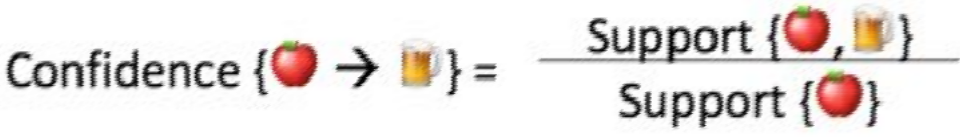 Confidence {🍎 → 🍺} = 
Support {🍎, 🍺}
Support {🍎}